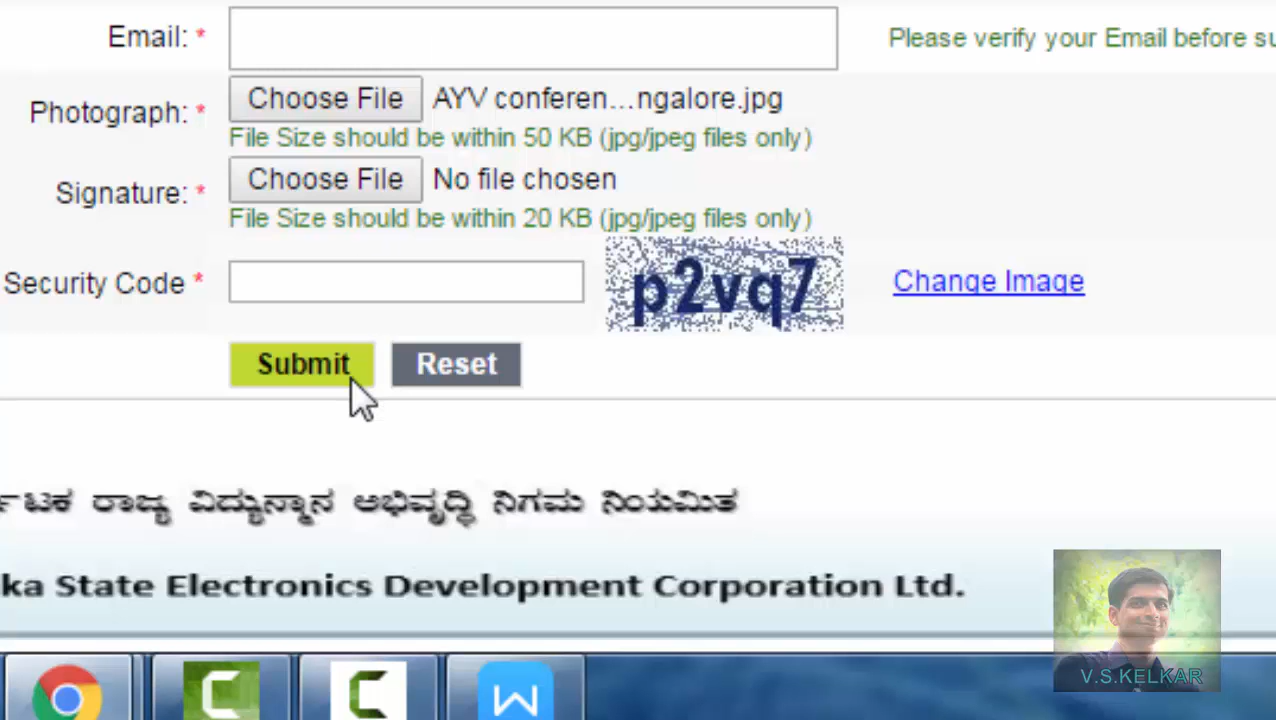 Email: *
Please verify your Email before su
Photograph: *
Choose File AYV conferen...ngalore.jpg
File Size should be within 50 KB (jpg/jpeg files only)
Signature: *
Choose File No file chosen
File Size should be within 20 KB (jpg/jpeg files only)
Security Code *
p2vq7
Change Image
Submit Reset
ರ್ನಾಟಕ ರಾಜ್ಯ ವಿದ್ಯುನ್ಮಾನ ಅಭಿವೃದ್ಧಿ ನಿಗಮ ನಿಯಮಿತ
ka State Electronics Development Corporation Ltd.
V.S.KELKAR